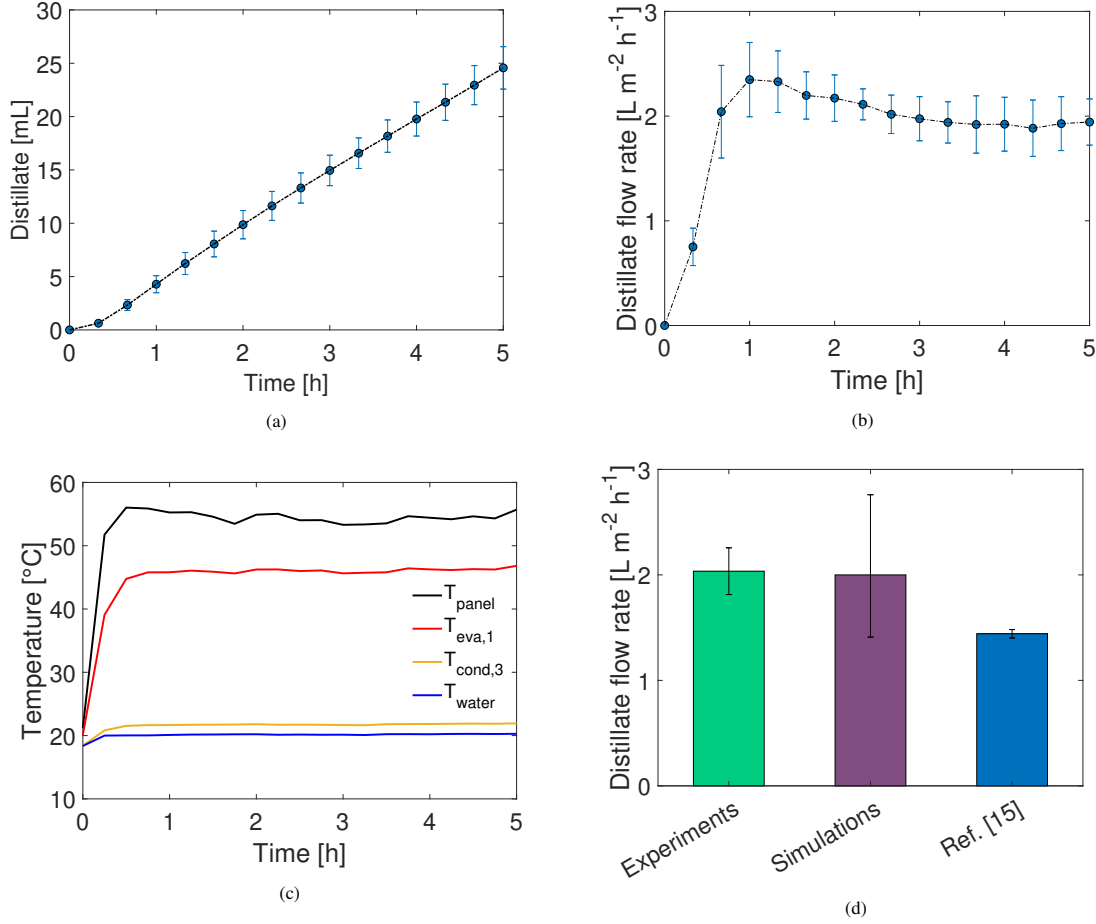 Distillate [mL]
30
25
20
15
10
5
0
0 1 2 3 4 5
Time [h]
(a)
Distillate flow rate [L m-2 h-1]
3
2
1
0
0 1 2 3 4 5
Time [h]
(b)
Temperature [°C]
60
50
40
30
20
10
Tpanel
Teva,1
Tcond,3
Twater
0 1 2 3 4 5
Time [h]
(c)
Distillate flow rate [L m-2 h-1]
3
2
1
0
Experiments
Simulations
Ref. [15]
(d)